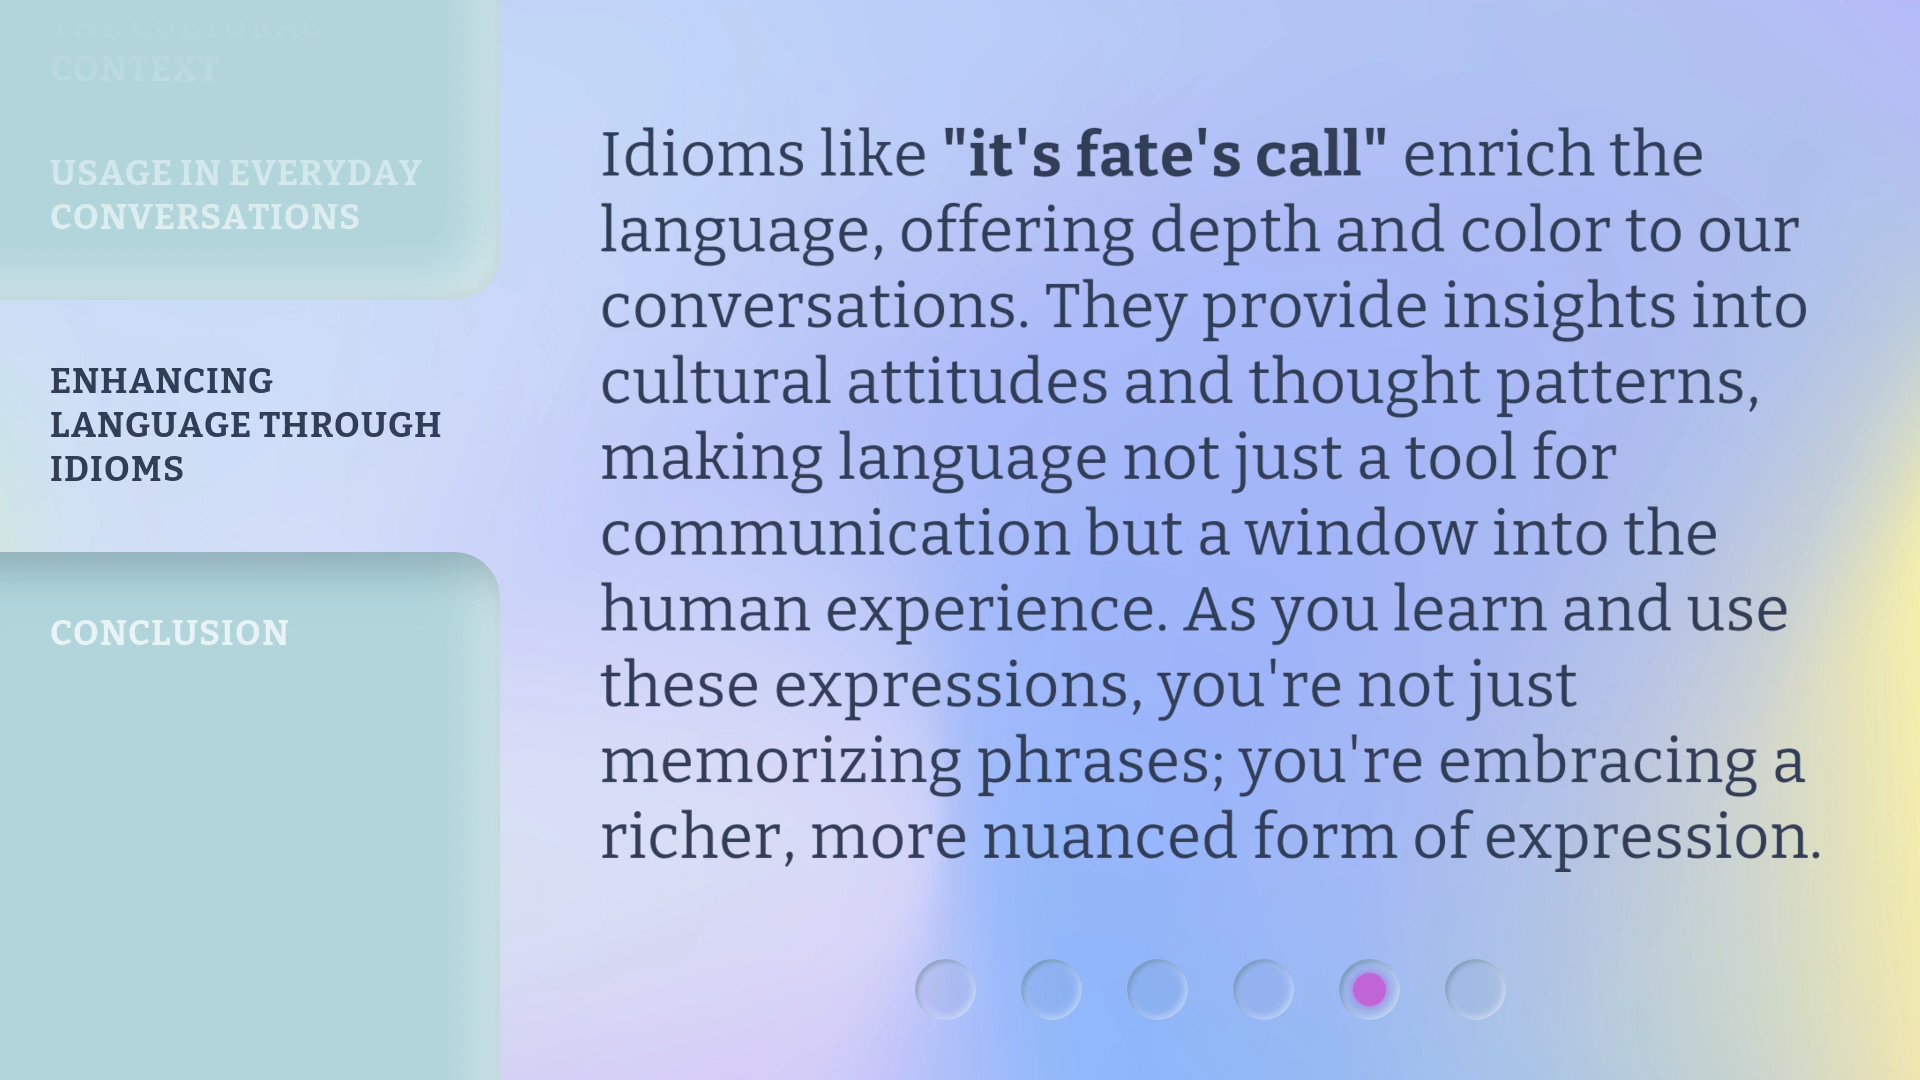 THE CULTURAL
CONTEXT
USAGE IN EVERYDAY
CONVERSATIONS
ENHANCING
LANGUAGE THROUGH
IDIOMS
CONCLUSION
Idioms like "it's fate's call" enrich the
language, offering depth and color to our
conversations. They provide insights into
cultural attitudes and thought patterns,
making language not just a tool for
communication but a window into the
human experience. As you learn and use
these expressions, you're not just
memorizing phrases; you're embracing a
richer, more nuanced form of expression.